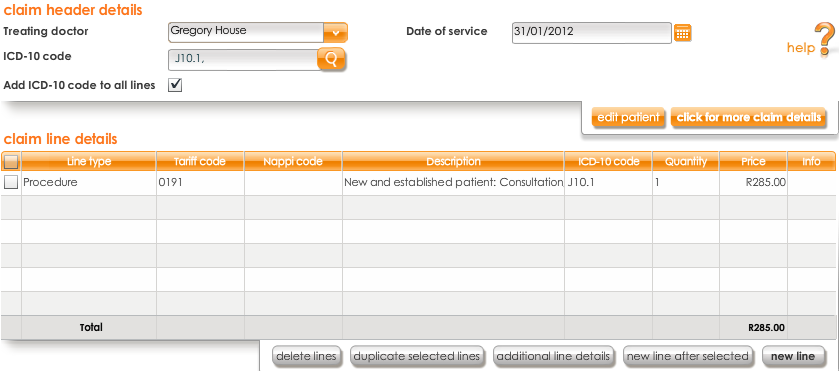 claim header details
Treating doctor Gregory House Date of service 31/01/2012
help
ICD-10 code J10.1,
Add ICD-10 code to all lines
edit patient click for more claim details
claim line details
Line type Tariff code Nappi code Description ICD-10 code Quantity Price Info
Procedure 0191 New and established patient: Consultation J10.1 1 R285.00
Total R285.00
delete lines duplicate selected lines additional line details new line after selected new line